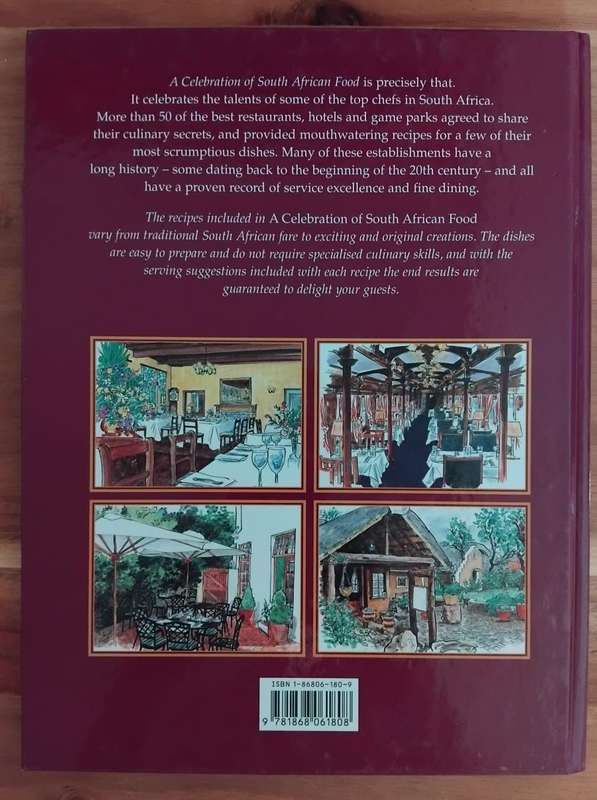 A Celebration of South African Food is precisely that.
It celebrates the talents of some of the top chefs in South Africa.
More than 50 of the best restaurants, hotels and game parks agreed to share
their culinary secrets, and provided mouthwatering recipes for a few of their
most scrumptious dishes. Many of these establishments have a
long history – some dating back to the beginning of the 20th century – and all
have a proven record of service excellence and fine dining.
The recipes included in A Celebration of South African Food
vary from traditional South African fare to exciting and original creations. The dishes
are easy to prepare and do not require specialised culinary skills, and with the
serving suggestions included with each recipe the end results are
guaranteed to delight your guests.
ISBN 1-86806-180-9
9 781868 061808